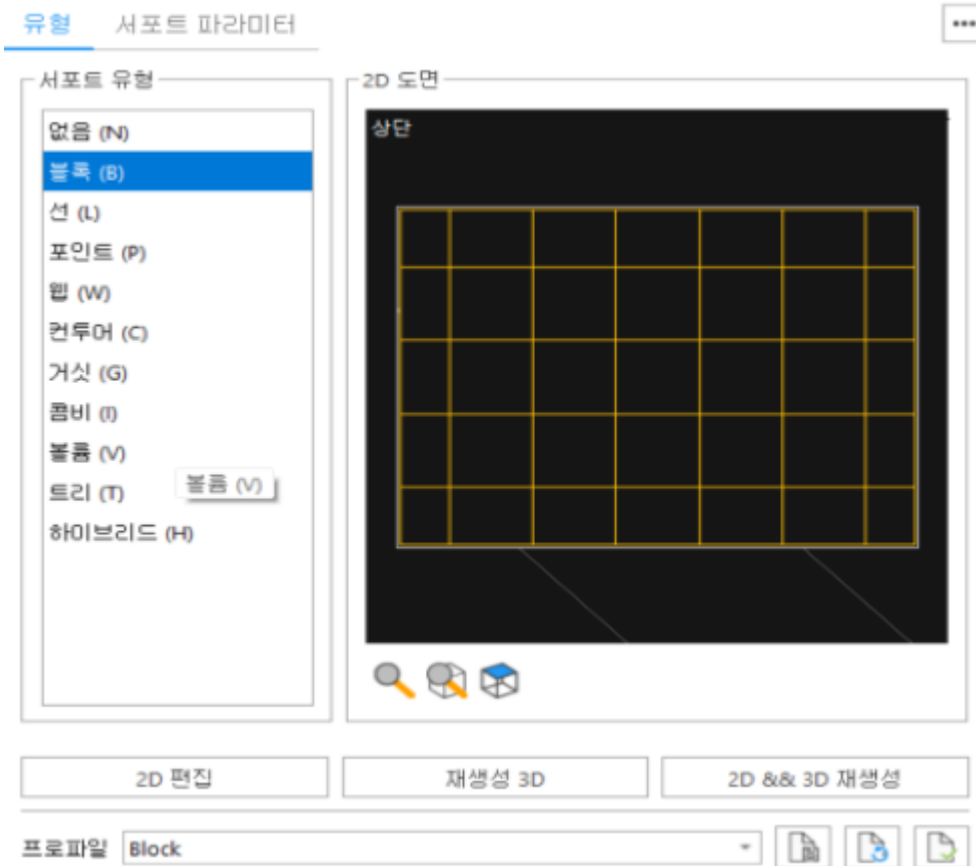 유형 서포트 파라미터
서포트 유형
없음 (N)
블록 (B)
선 (L)
포인트 (P)
웹 (W)
컨투어 (C)
거싯 (G)
콤비 (I)
볼륨 (V)
트리 (T)
볼륨 (V)
하이브리드 (H)
2D 도면
상단
2D 편집
재생성 3D
2D && 3D 재생성
프로파일 Block